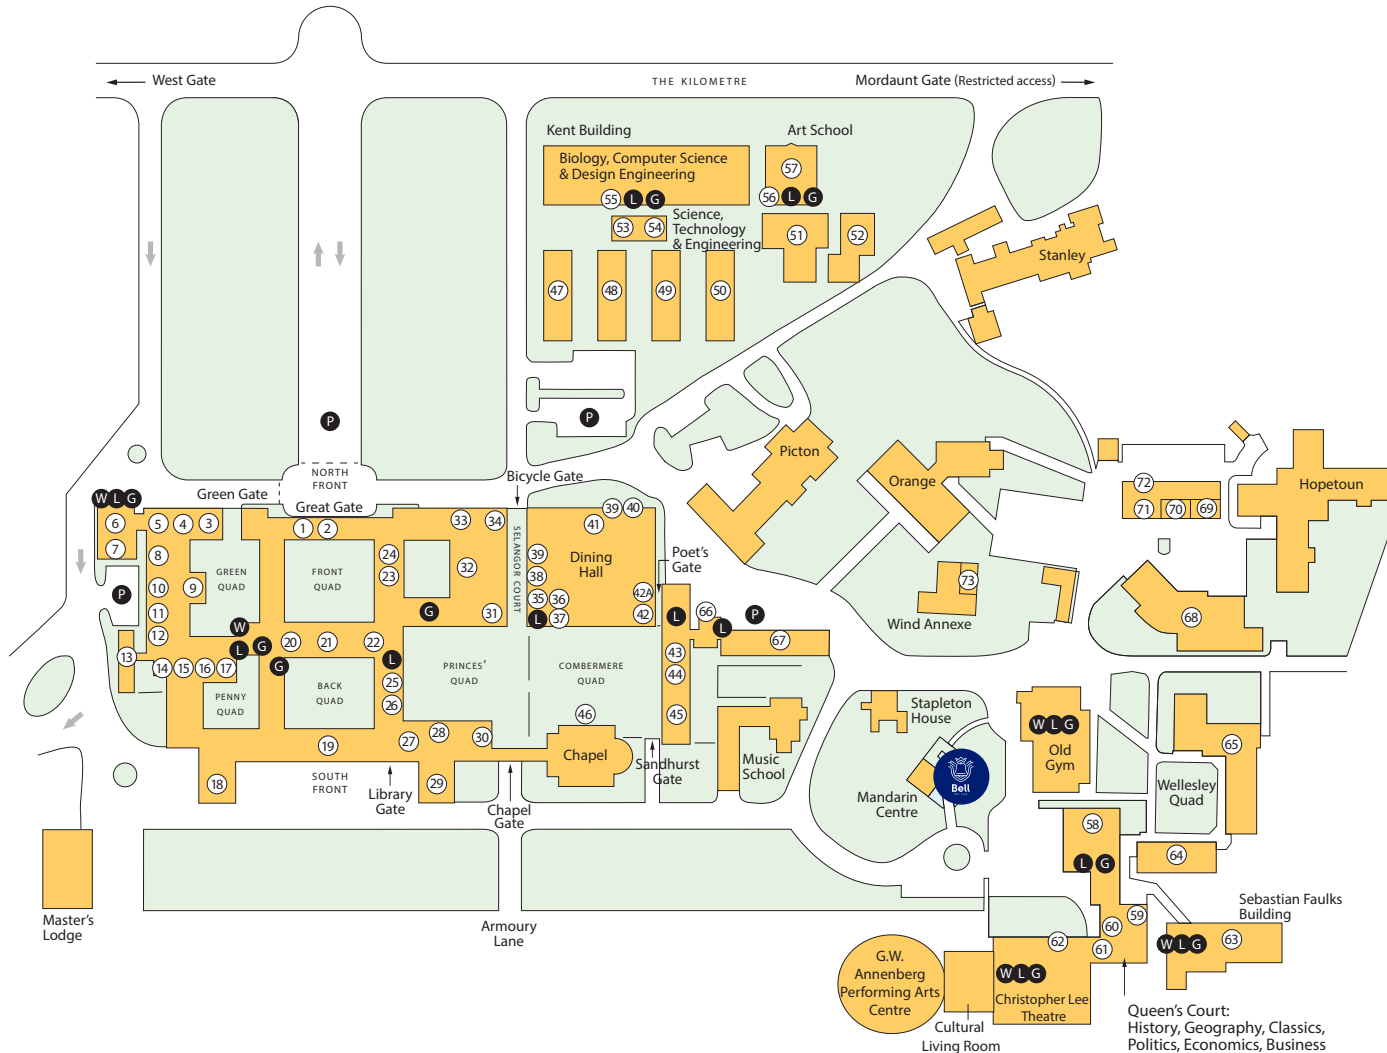 West Gate
THE KILOMETRE
Mordaunt Gate (Restricted access)
Kent Building
Art School
Biology, Computer Science
& Design Engineering
57
55 L G
56 L G
53 54
Science,
Technology
& Engineering
51
52
Stanley
47
48
49
50
P
P
NORTH
FRONT
Bicycle Gate
Green Gate
Great Gate
W L G
6
5 4 3
7
1 2
33 34
39 40
41
SELANGOR COURT
Dining
Hall
Picton
Orange
72
71 70 69
Hopetoun
8
9
10
11
12
GREEN
QUAD
FRONT
QUAD
24
23
32
31
G
39
38
35 36
L 37
42A
42
Poet's
Gate
P
W
L G
G
20 21 22
L
25
26
L
66
L
P
67
43
44
45
73
Wind Annexe
68
13
14 15 16 17
PENNY
QUAD
BACK
QUAD
PRINCES'
QUAD
COMBERMERE
QUAD
46
Chapel
19
27 28 30
18
29
SOUTH
FRONT
Library
Gate
Chapel
Gate
Sandhurst
Gate
Music
School
Stapleton
House
Mandarin
Centre
Bell
W L G
Old
Gym
65
Wellesley
Quad
58
L G
64
Master's
Lodge
Armoury
Lane
59
60
61
62
Sebastian Faulks
Building
W L G 63
G.W.
Annenberg
Performing Arts
Centre
W L G
Christopher Lee
Theatre
Cultural
Living Room
Queen's Court:
History, Geography, Classics,
Politics, Economics, Business